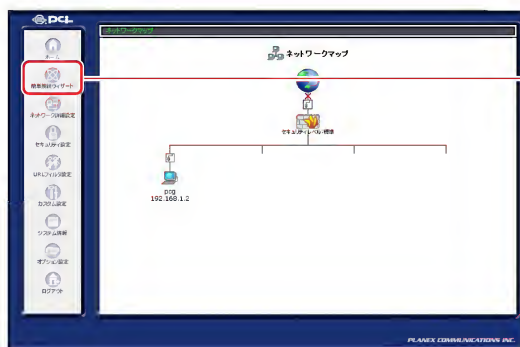 PCi
ネットワークマップ
ネットワークマップ
ホーム
簡単接続ウィザード
ネットワーク詳細設定
セキュリティ設定
URLフィルタ設定
カスタム設定
システム情報
オプション設定
ログアウト
セキュリティレベル:標準
pcg
192.168.1.2
PLANEX COMMUNICATIONS INC.